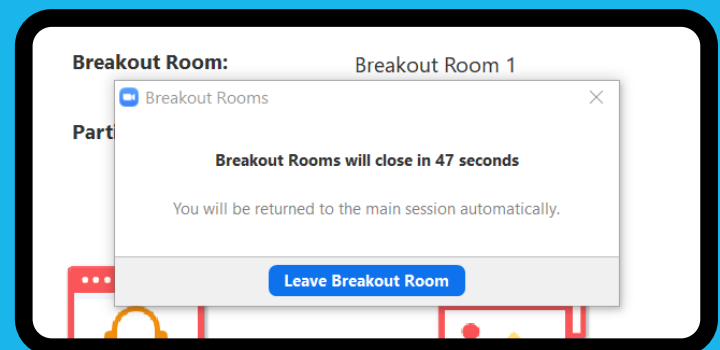 Breakout Room:
Breakout Room 1
Breakout Rooms
Parti
Breakout Rooms will close in 47 seconds
You will be returned to the main session automatically.
Leave Breakout Room